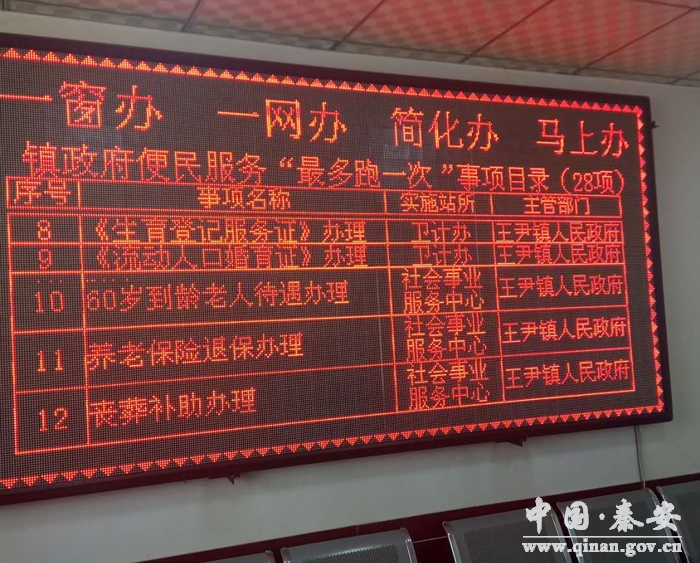 一窗办 一网办 简化办 马上办
镇政府便民服务“最多跑一次”事项目录（28项）
序号 事项名称 实施站所 主管部门
8 《生育登记服务证》办理 卫计办 王尹镇人民政府
9 《流动人口婚育证》办理 卫计办 王尹镇人民政府
10 60岁到龄老人待遇办理 社会事业服务中心 王尹镇人民政府
11 养老保险退保办理 社会事业服务中心 王尹镇人民政府
12 丧葬补助办理 社会事业服务中心 王尹镇人民政府
中国·秦安
www.qinan.gov.cn